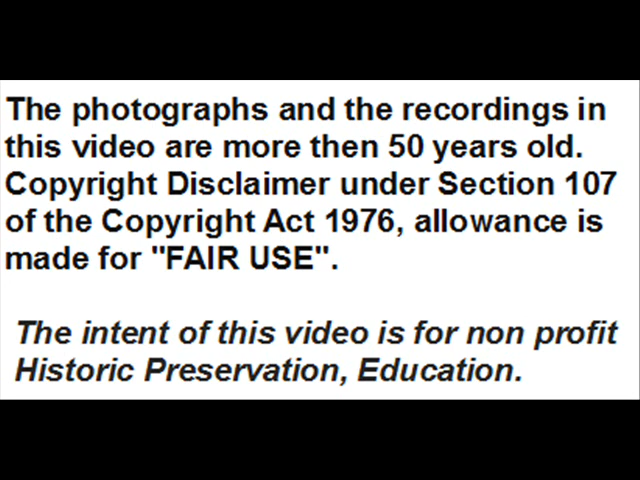 The photographs and the recordings in
this video are more then 50 years old.
Copyright Disclaimer under Section 107
of the Copyright Act 1976, allowance is
made for "FAIR USE".
The intent of this video is for non profit
Historic Preservation, Education.